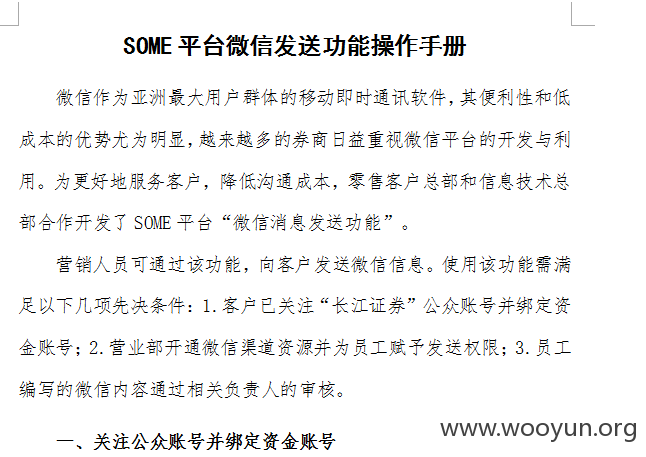 SOME平台微信发送功能操作手册
微信作为亚洲最大用户群体的移动即时通讯软件，其便利性和低
成本的优势尤为明显，越来越多的券商日益重视微信平台的开发与利
用。为更好地服务客户，降低沟通成本，零售客户总部和信息技术总
部合作开发了SOME平台“微信消息发送功能”。
营销人员可通过该功能，向客户发送微信信息。使用该功能需满
足以下几项先决条件：1.客户已关注“长江证券”公众账号并绑定资
金账号；2.营业部开通微信渠道资源并为员工赋予发送权限；3.员工
编写的微信内容通过相关负责人的审核。
www.wooyun.org
一、关注公众账号并绑定资金账号